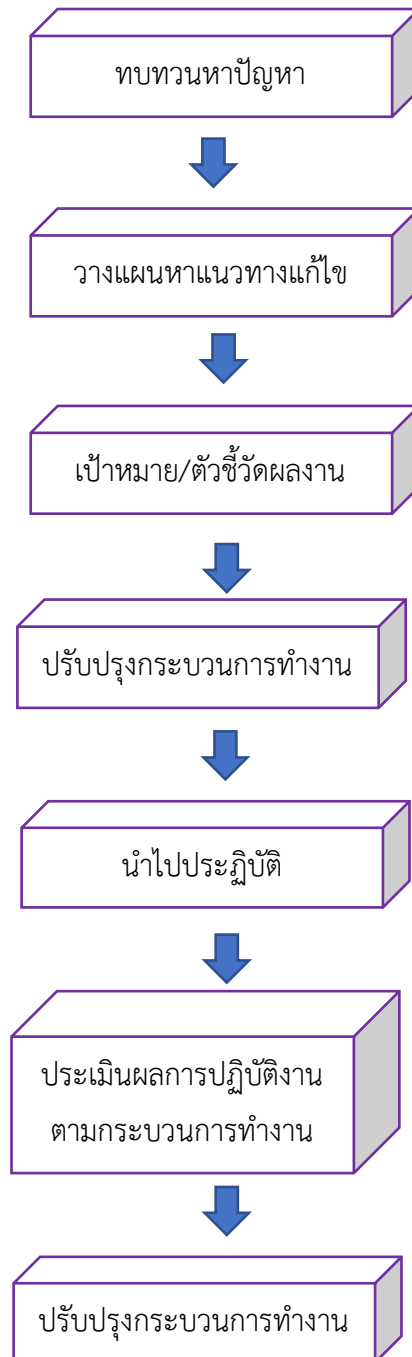 ทบทวนหาปัญหา
วางแผนหาแนวทางแก้ไข
เป้าหมาย/ตัวชี้วัดผลงาน
ปรับปรุงกระบวนการทำงาน
นำไปประฏิบัติ
ประเมินผลการปฏิบัติงาน
ตามกระบวนการทำงาน
ปรับปรุงกระบวนการทำงาน